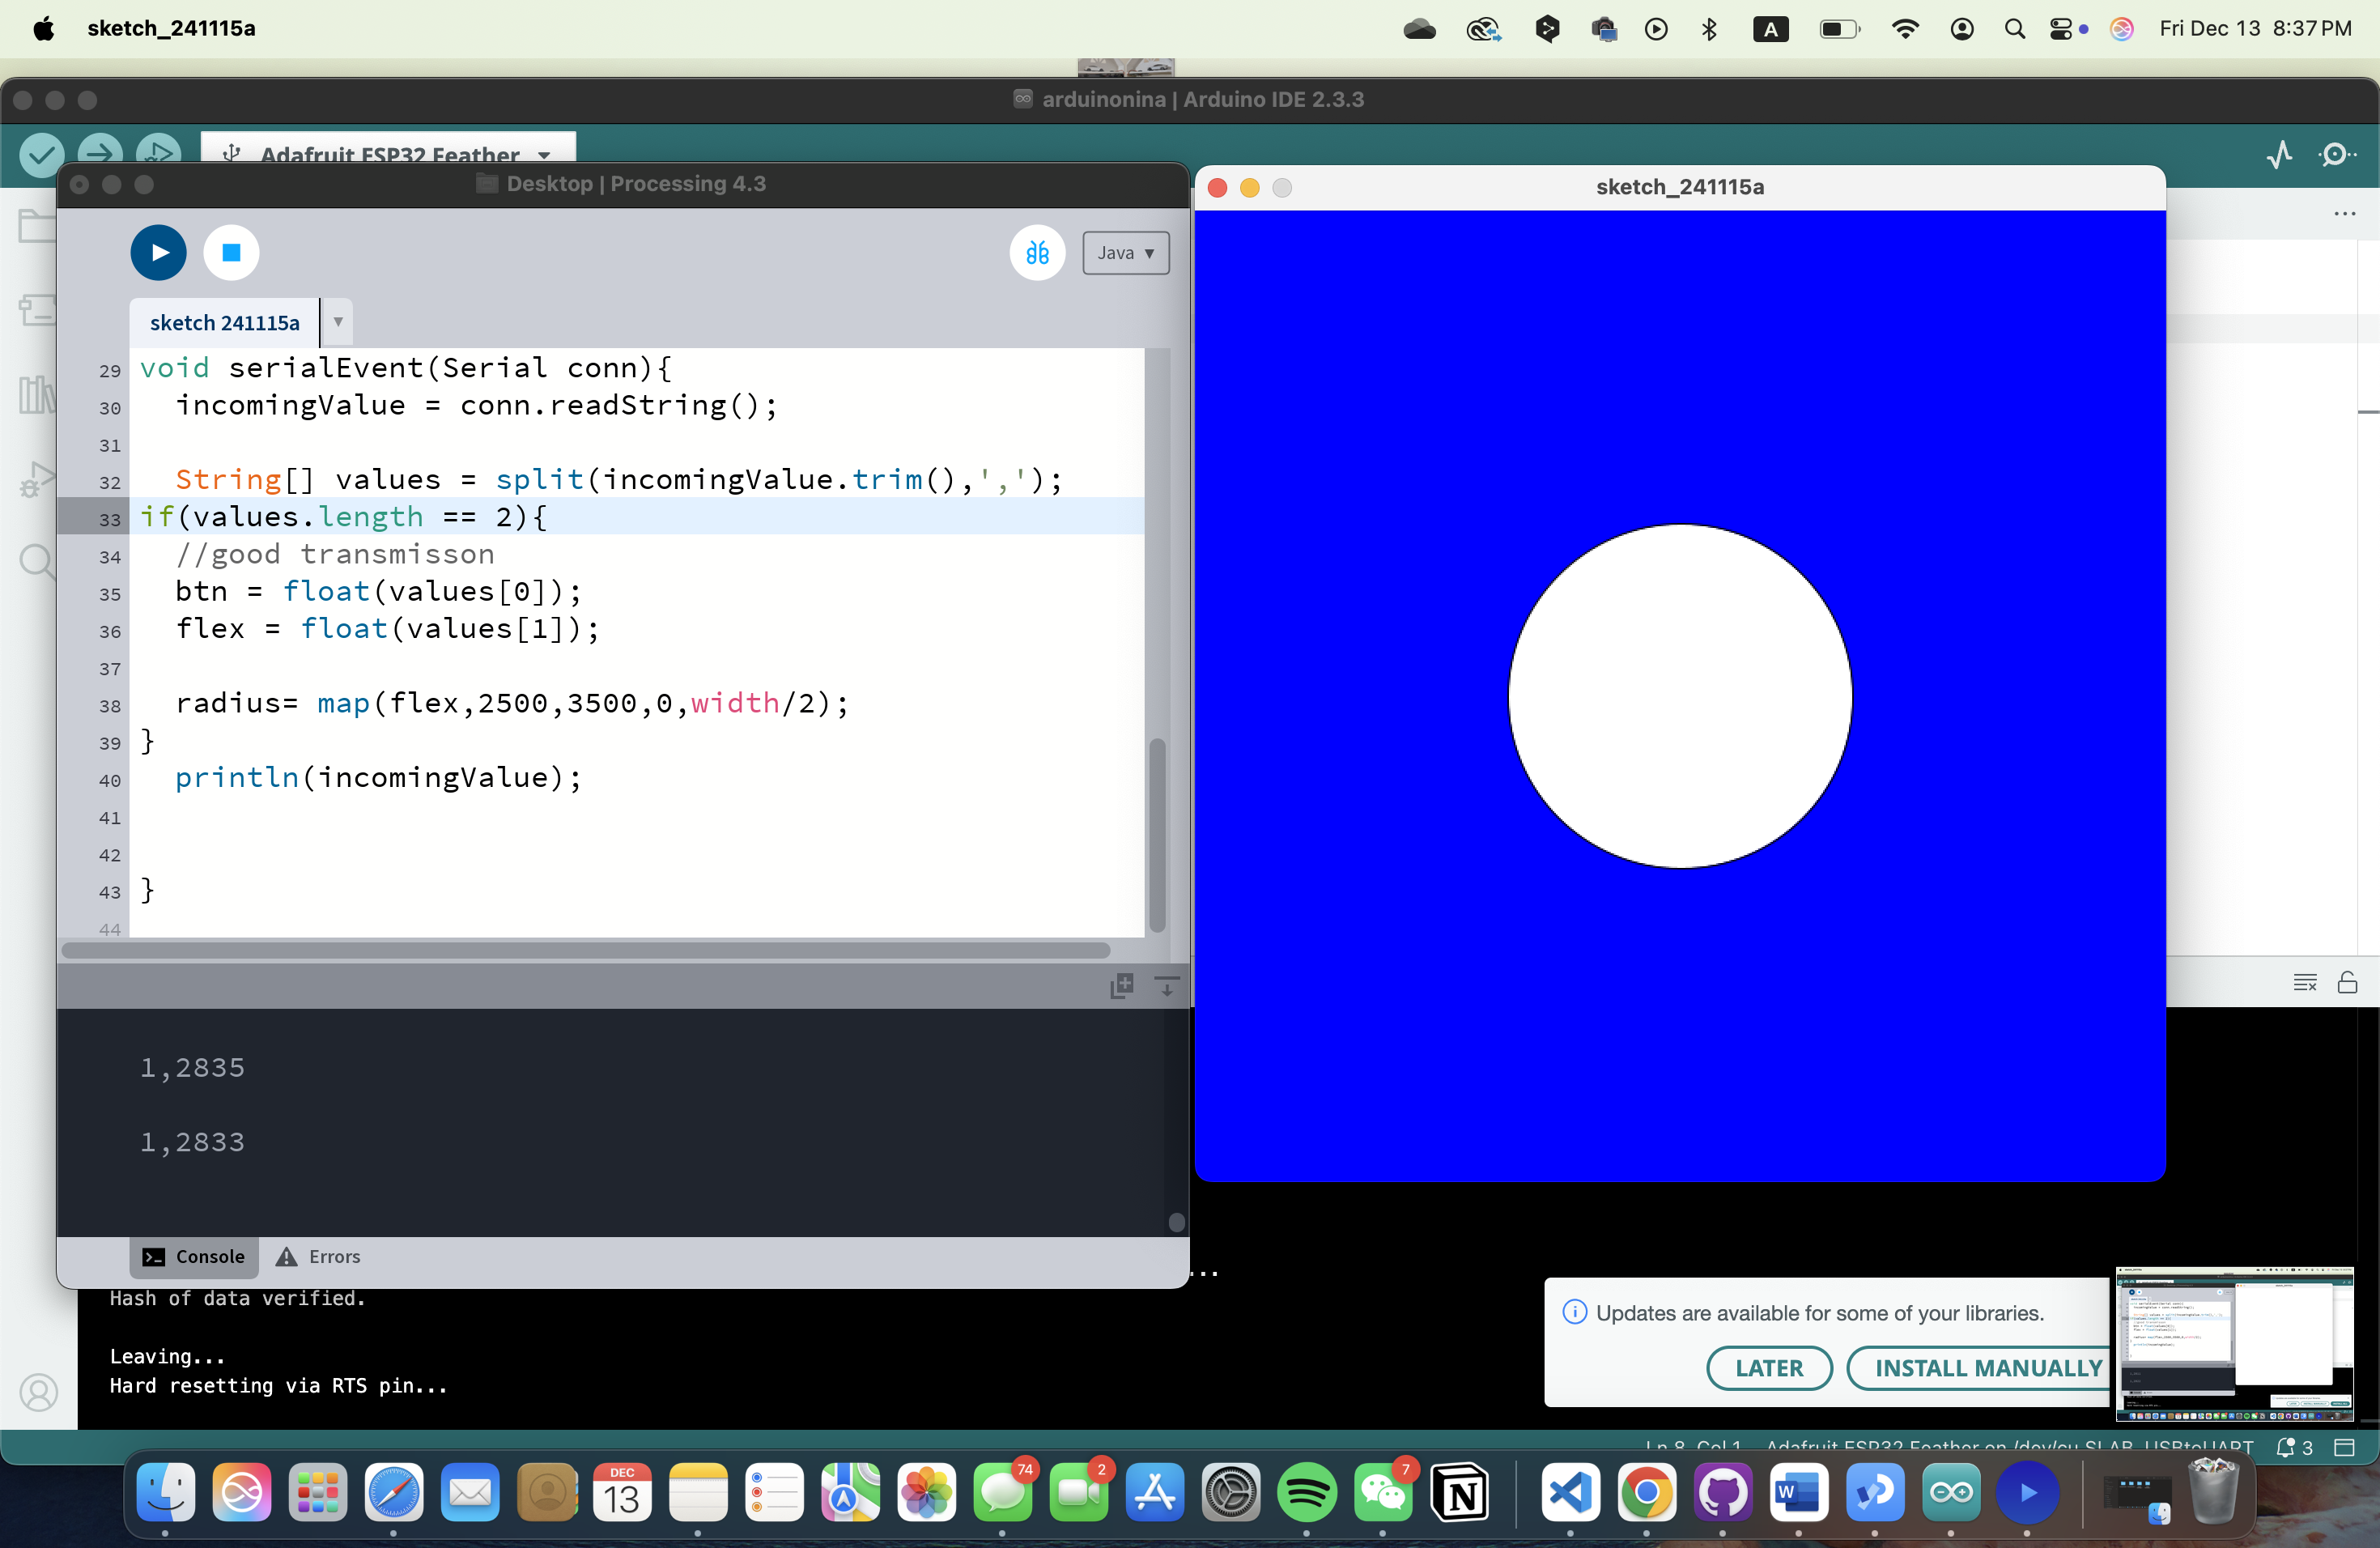 sketch_241115a
A
Fri Dec 13 8:37 PM
arduinonina | Arduino IDE 2.3.3
Adafruit ESP32 Feather
Desktop | Processing 4.3
Java
sketch 241115a
29 void serialEvent(Serial conn){
30 incomingValue = conn.readString();
31
32 String[] values = split(incomingValue.trim(),',');
33 if(values.length == 2){
34 //good transmisson
35 btn = float(values[0]);
36 flex = float(values[1]);
37
38 radius= map(flex,2500,3500,0,width/2);
39 }
40 println(incomingValue);
41
42
43 }
44
1,2835
1,2833
Console
Errors
sketch_241115a
...
Hash of data verified.
Leaving...
Hard resetting via RTS pin...
Updates are available for some of your libraries.
LATER
INSTALL MANUALLY
Ln 8, Col 1 Adafruit ESP32 Feather on /dev/cu.SLAB_USBtoUART
3
DEC
13
74
2
7
N
W